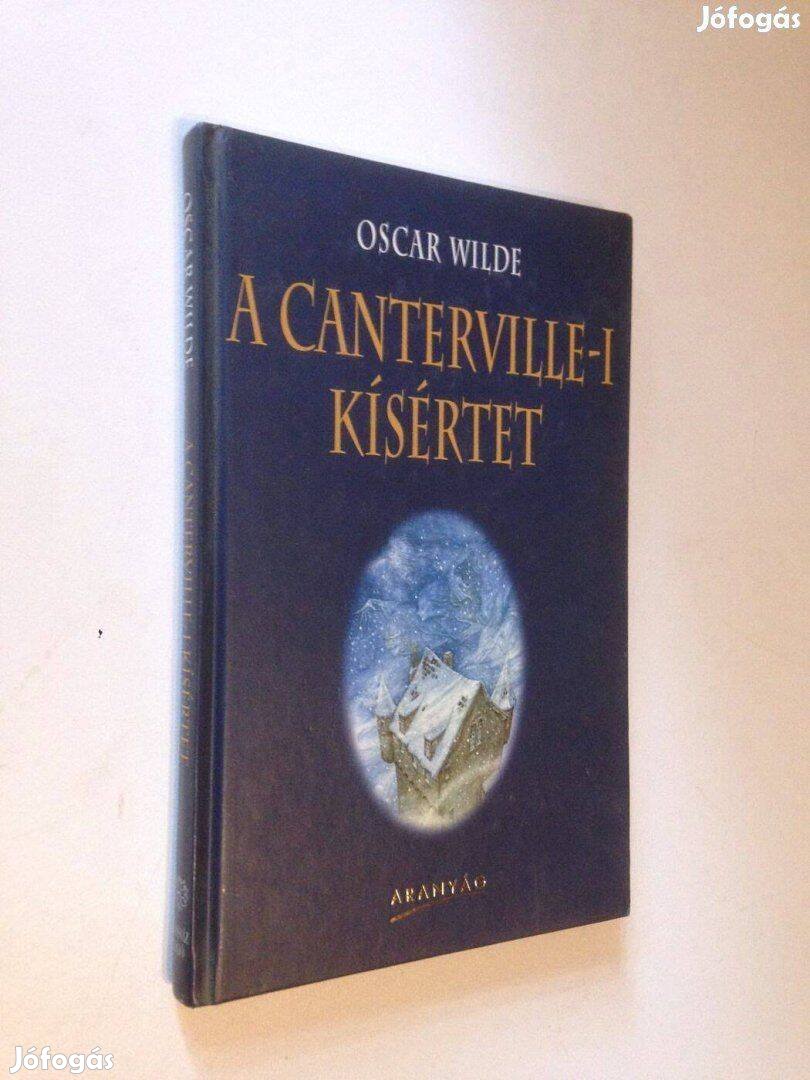 Jófogás
OSCAR WILDE
A CANTERVILLE-I
KÍSÉRTET
ARANYÁG
OSCAR WILDE A CANTERVILLE-I KÍSÉRTET
Jófogás